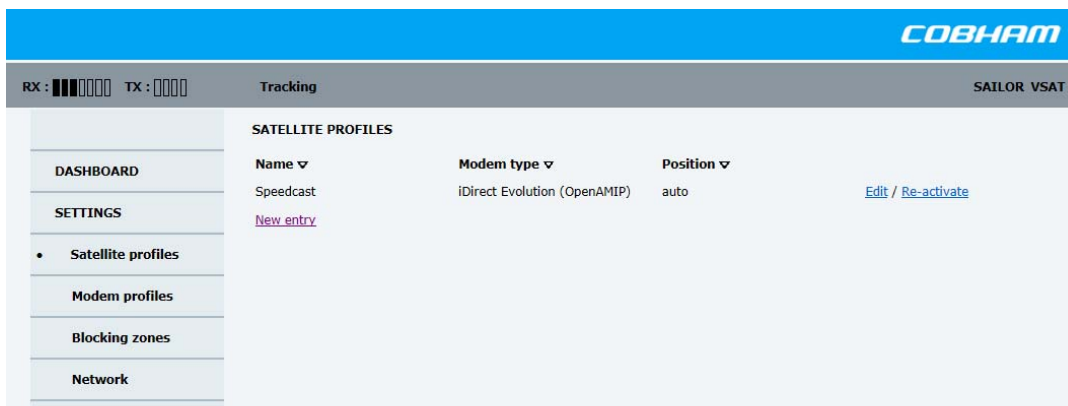 COBHAM
RX : TX : Tracking SAILOR VSAT
SATELLITE PROFILES
Name Modem type Position
Speedcast iDirect Evolution (OpenAMIP) auto Edit / Re-activate
New entry
DASHBOARD
SETTINGS
• Satellite profiles
Modem profiles
Blocking zones
Network